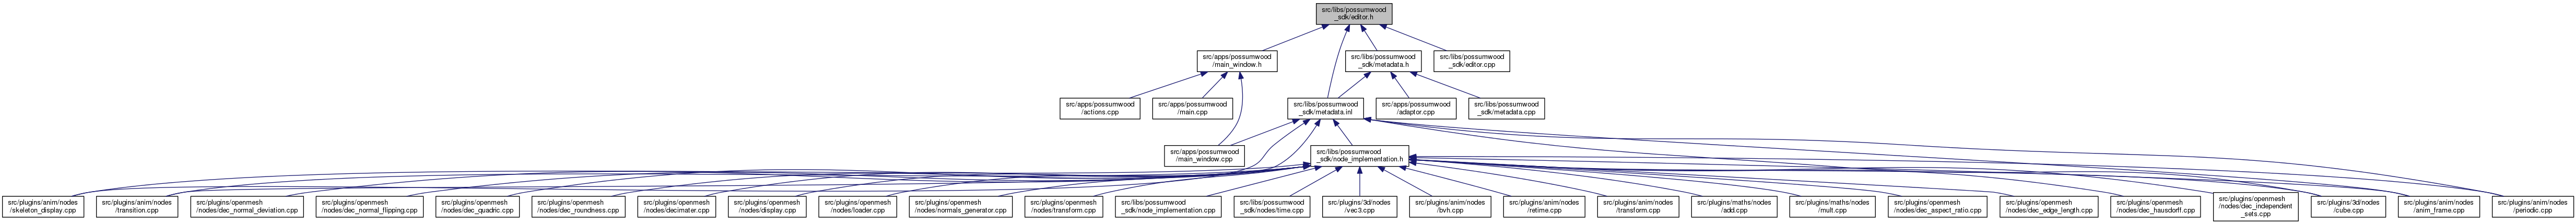 src/libs/possumwood
_sdk/editor.h
src/apps/possumwood
/main_window.h
src/libs/possumwood
_sdk/metadata.h
src/libs/possumwood
_sdk/editor.cpp
src/apps/possumwood
/actions.cpp
src/apps/possumwood
/main.cpp
src/libs/possumwood
_sdk/metadata.inl
src/apps/possumwood
/adaptor.cpp
src/libs/possumwood
_sdk/metadata.cpp
src/apps/possumwood
/main_window.cpp
src/libs/possumwood
_sdk/node_implementation.h
src/plugins/anim/nodes
/skeleton_display.cpp
src/plugins/anim/nodes
/transition.cpp
src/plugins/openmesh
/nodes/dec_normal_deviation.cpp
src/plugins/openmesh
/nodes/dec_normal_flipping.cpp
src/plugins/openmesh
/nodes/dec_quadric.cpp
src/plugins/openmesh
/nodes/dec_roundness.cpp
src/plugins/openmesh
/nodes/decimater.cpp
src/plugins/openmesh
/nodes/display.cpp
src/plugins/openmesh
/nodes/loader.cpp
src/plugins/openmesh
/nodes/normals_generator.cpp
src/plugins/openmesh
/nodes/transform.cpp
src/libs/possumwood
_sdk/node_implementation.cpp
src/libs/possumwood
_sdk/nodes/time.cpp
src/plugins/3d/nodes
/vec3.cpp
src/plugins/anim/nodes
/bvh.cpp
src/plugins/anim/nodes
/retime.cpp
src/plugins/anim/nodes
/transform.cpp
src/plugins/maths/nodes
/add.cpp
src/plugins/maths/nodes
/mult.cpp
src/plugins/openmesh
/nodes/dec_aspect_ratio.cpp
src/plugins/openmesh
/nodes/dec_edge_length.cpp
src/plugins/openmesh
/nodes/dec_hausdorff.cpp
src/plugins/openmesh
/nodes/dec_independent
_sets.cpp
src/plugins/3d/nodes
/cube.cpp
src/plugins/anim/nodes
/anim_frame.cpp
src/plugins/anim/nodes
/periodic.cpp